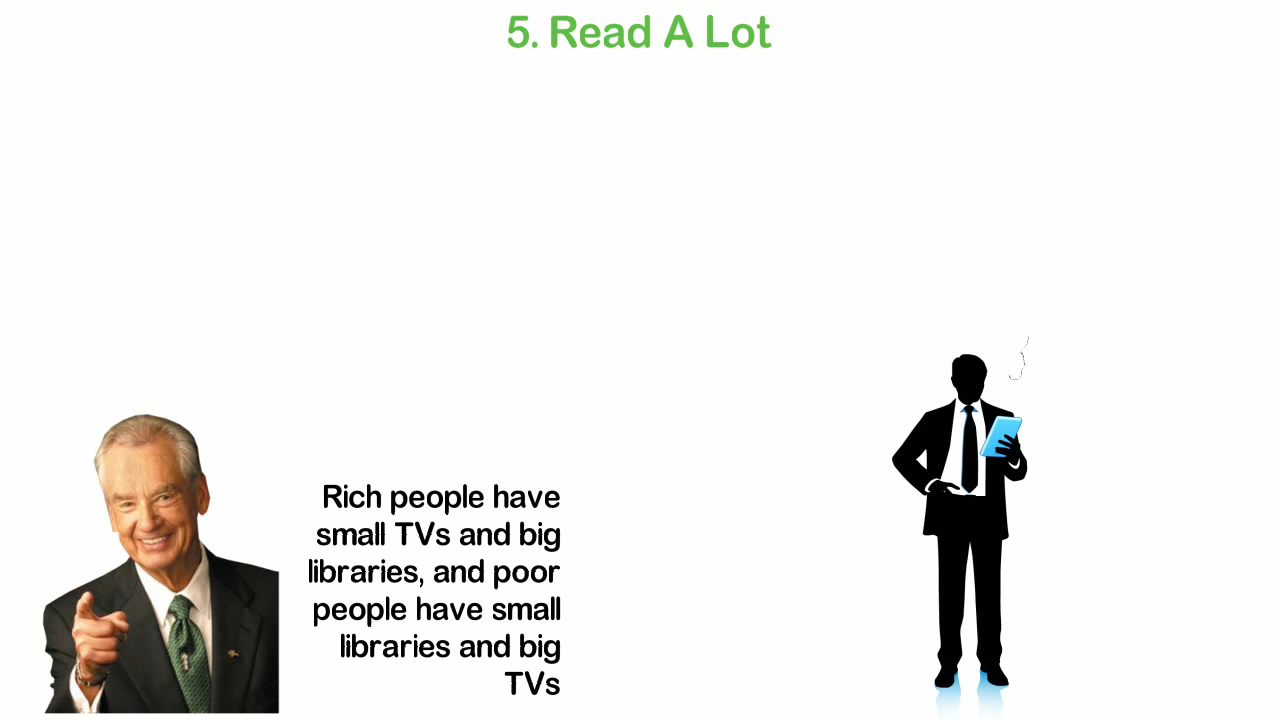 5. Read A Lot
Rich people have
small TVs and big
libraries, and poor
people have small
libraries and big
TVs